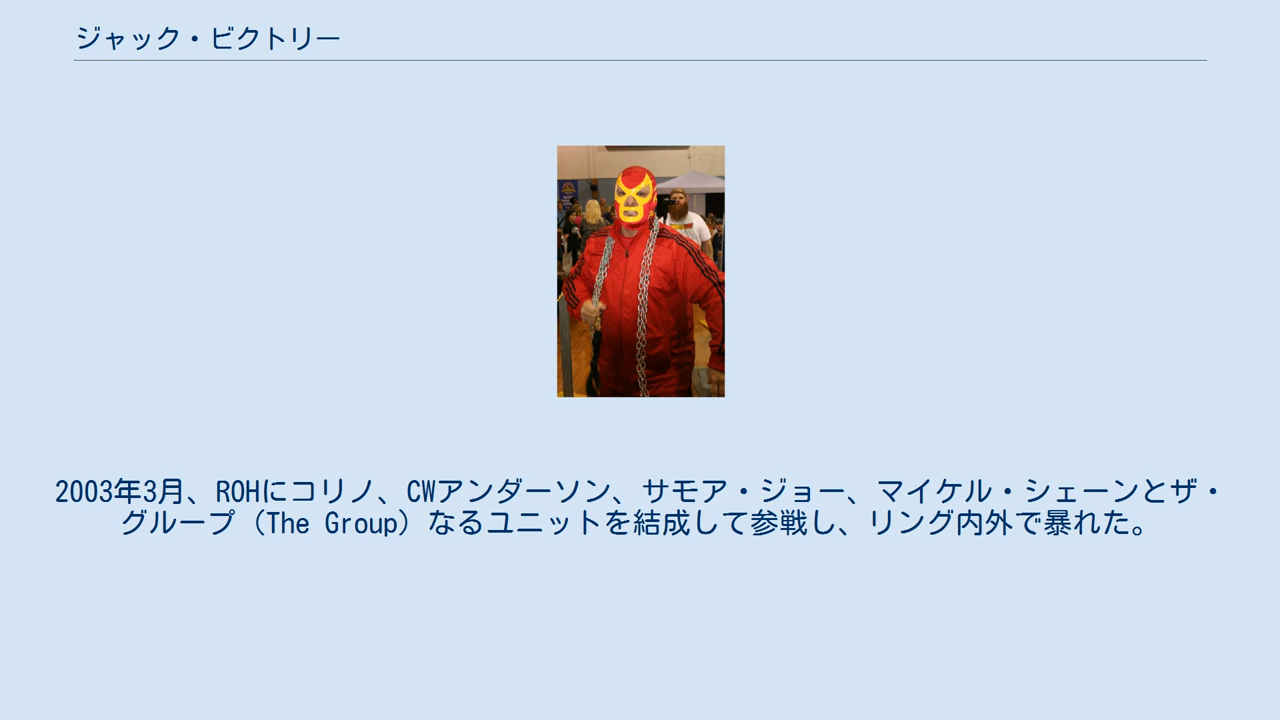 ジャック・ビクトリー
2003年3月、ROHにコリノ、CWアンダーソン、サモア・ジョー、マイケル・シェーンとザ・
グループ（The Group）なるユニットを結成して参戦し、リング内外で暴れた。